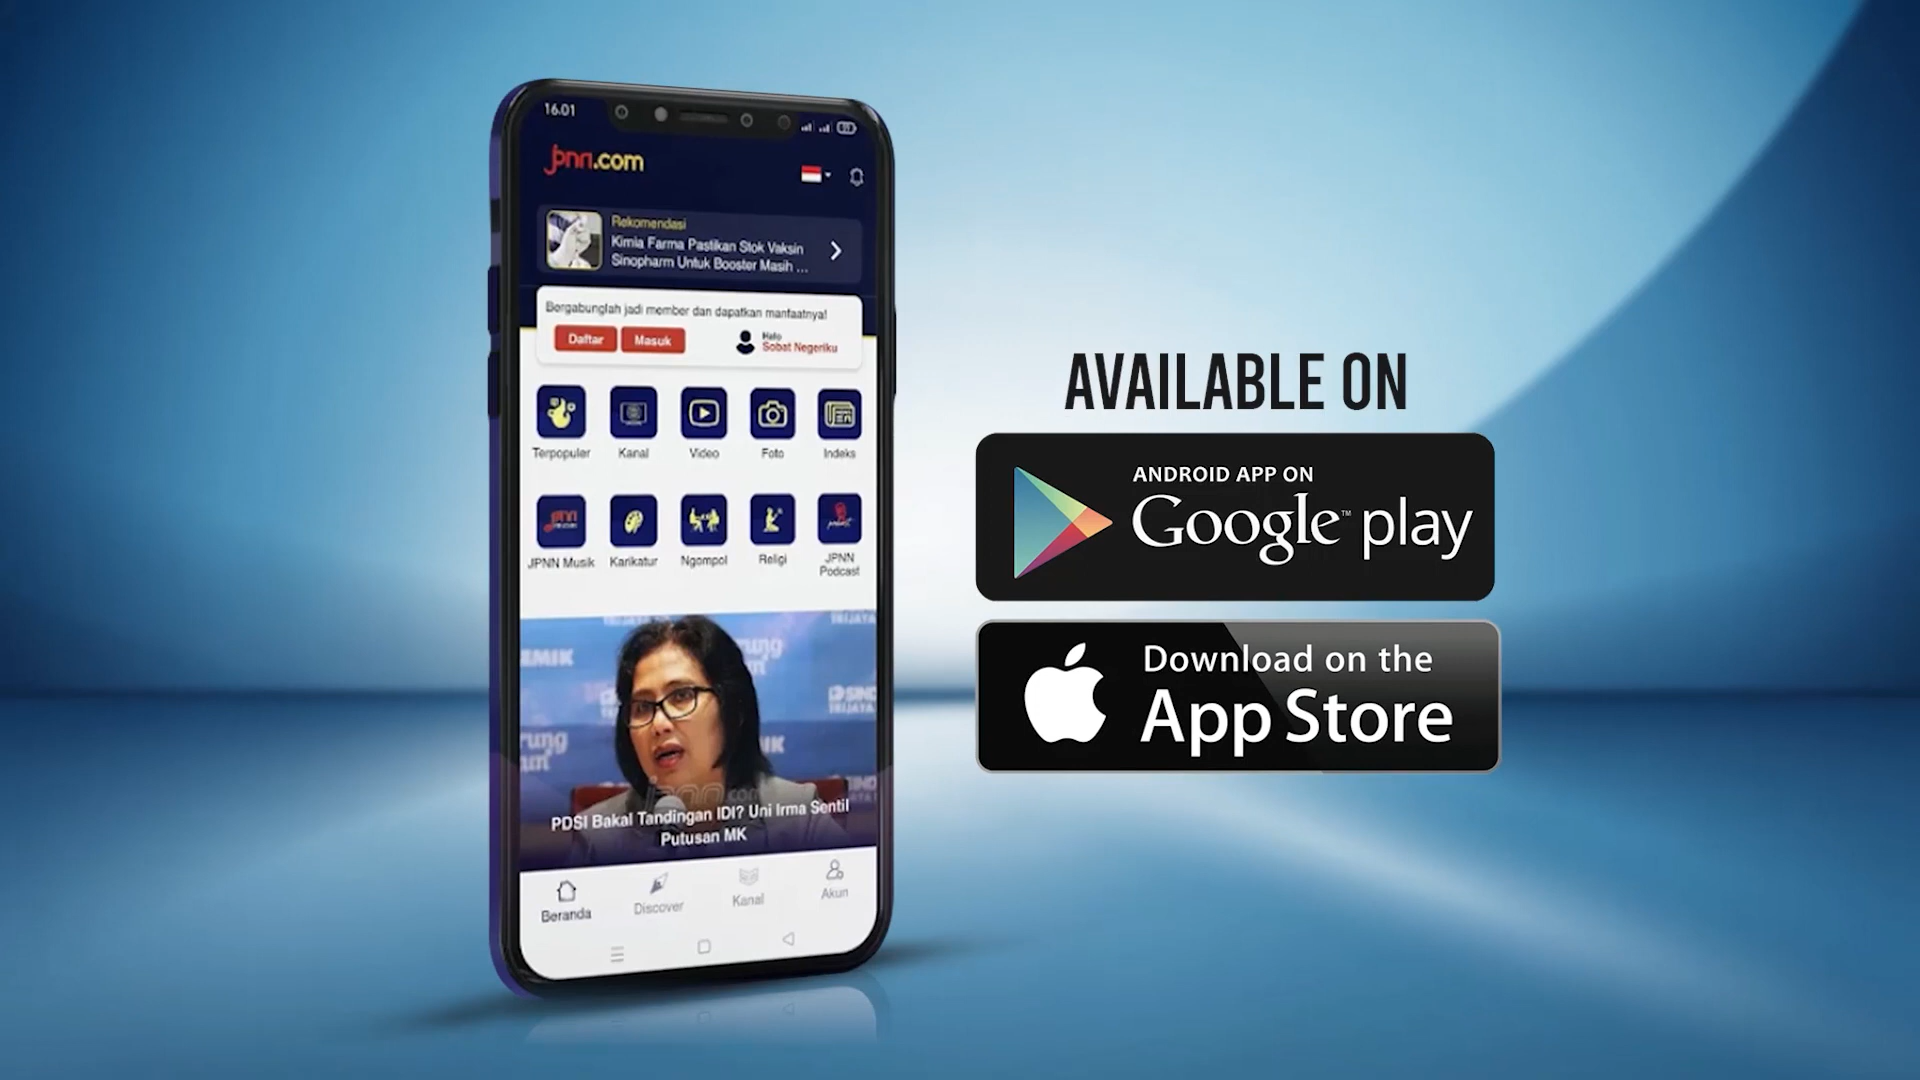 16.01
jpnn.com
Rekomendasi
Kimia Farma Pastikan Stok Vaksin
Sinopharm Untuk Booster Masih ...
Bergabunglah jadi member dan dapatkan manfaatnya!
Daftar
Masuk
Halo
Sobat Negeriku
Terpopuler
Kanal
Video
Foto
Indeks
JPNN Musik
Karikatur
Ngompol
Religi
JPNN
Podcast
PDSI Bakal Tandingan IDI? Uni Irma Sentil
Putusan MK
Beranda
Discover
Kanal
Akun
AVAILABLE ON
ANDROID APP ON
Google™ play
Download on the
App Store